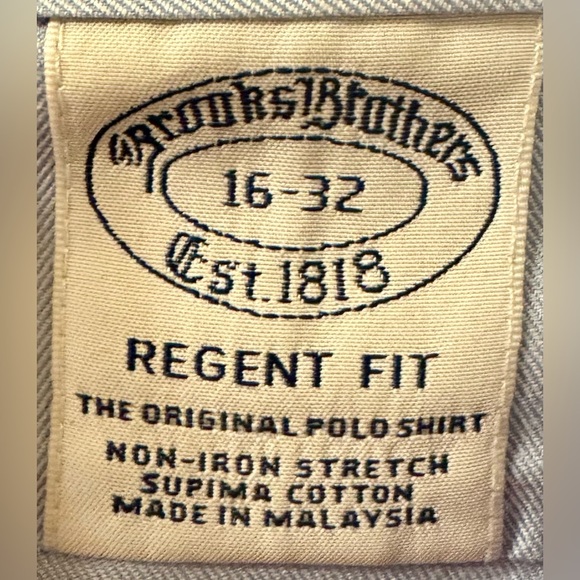 Brooks Brothers
16-32
Est. 1818
REGENT FIT
THE ORIGINAL POLO SHIRT
NON-IRON STRETCH
SUPIMA COTTON
MADE IN MALAYSIA